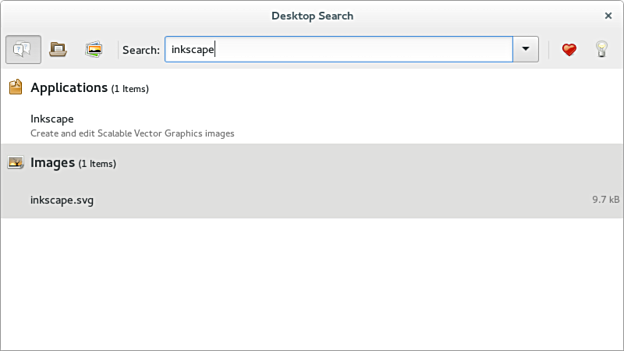 Desktop Search
Search: inkscape
Applications (1 Items)
Inkscape
Create and edit Scalable Vector Graphics images
Images (1 Items)
inkscape.svg 9.7 kB